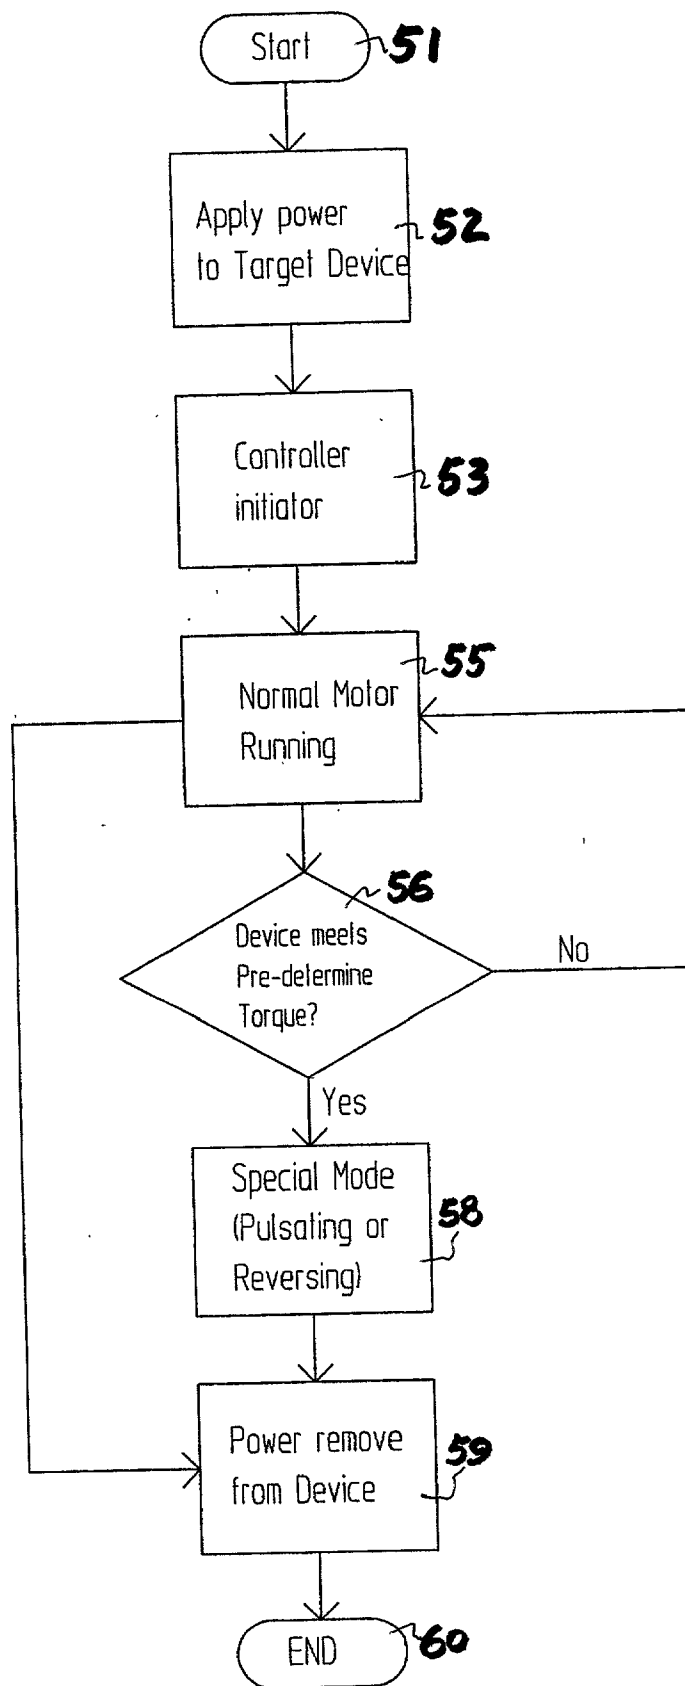 Start
51
Apply power
to Target Device
52
Controller
initiator
53
55
Normal Motor
Running
56
Device meets
Pre-determine
Torque?
No
Yes
Special Mode
(Pulsating or
Reversing)
58
Power remove
from Device
59
END
60